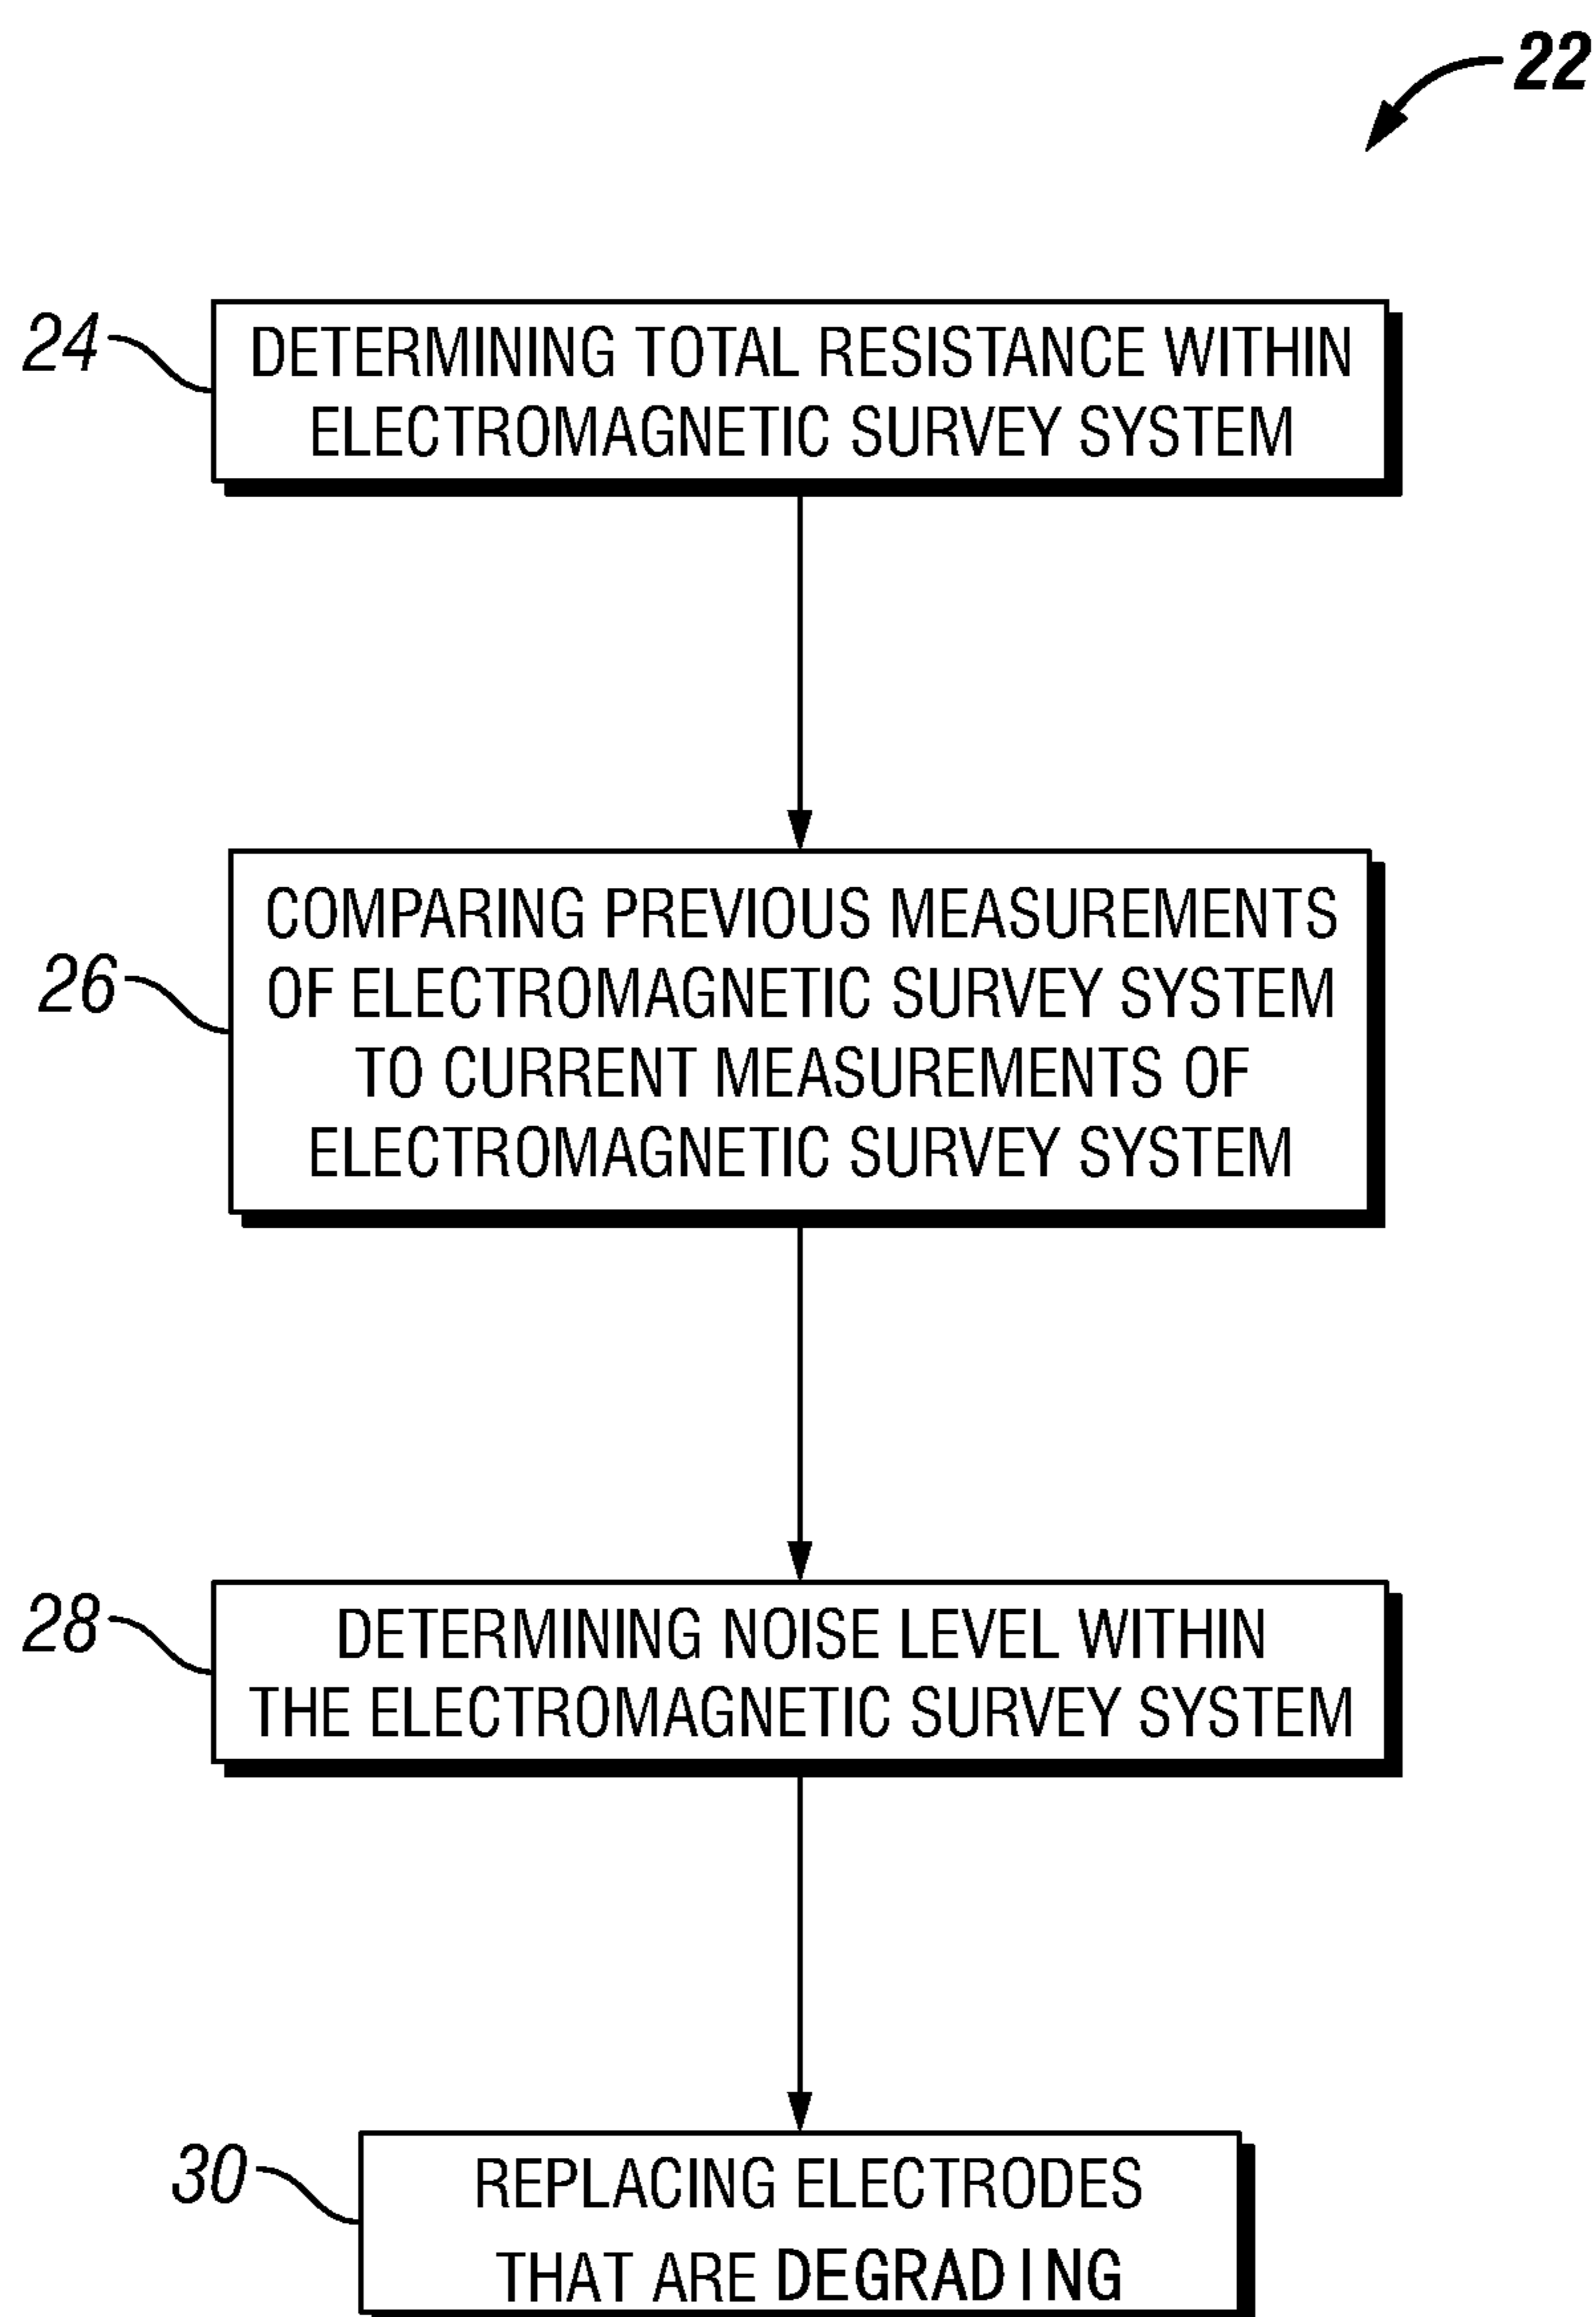 22
24
DETERMINING TOTAL RESISTANCE WITHIN
ELECTROMAGNETIC SURVEY SYSTEM
26
COMPARING PREVIOUS MEASUREMENTS
OF ELECTROMAGNETIC SURVEY SYSTEM
TO CURRENT MEASUREMENTS OF
ELECTROMAGNETIC SURVEY SYSTEM
28
DETERMINING NOISE LEVEL WITHIN
THE ELECTROMAGNETIC SURVEY SYSTEM
30
REPLACING ELECTRODES
THAT ARE DEGRADING